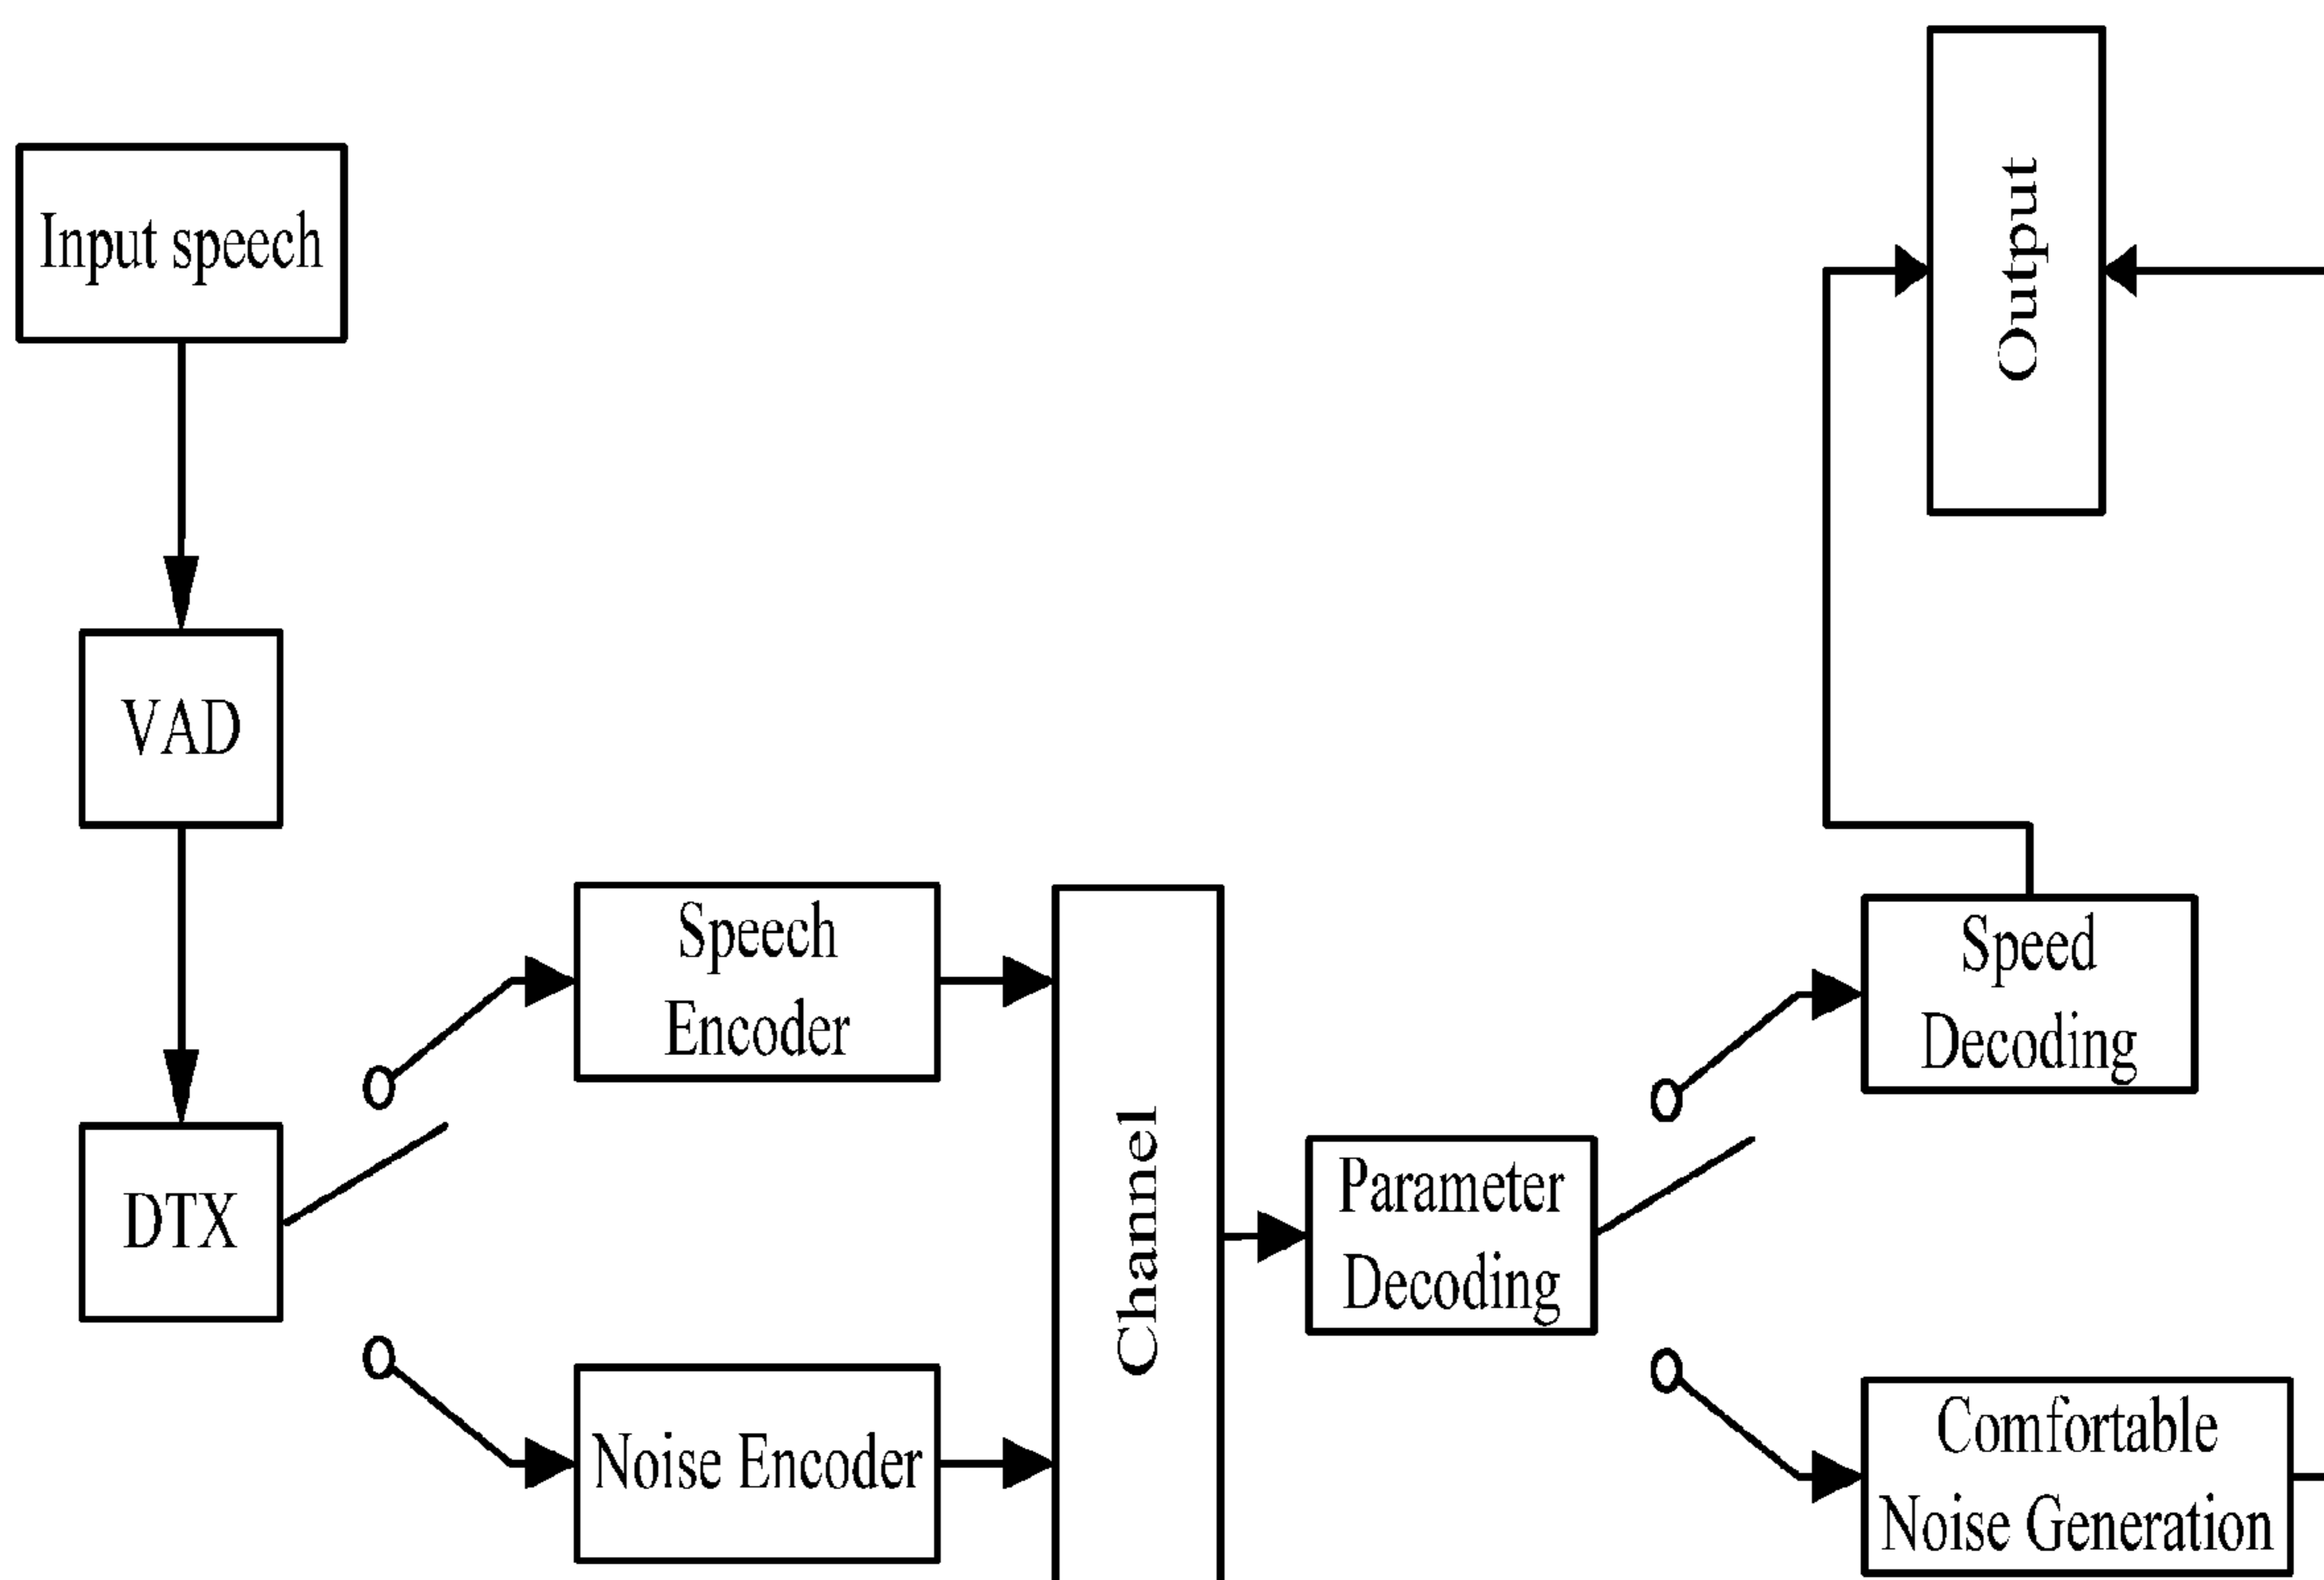 Input speech
VAD
DTX
Speech
Encoder
Noise Encoder
Channel
Parameter
Decoding
Speed
Decoding
Comfortable
Noise Generation
Output